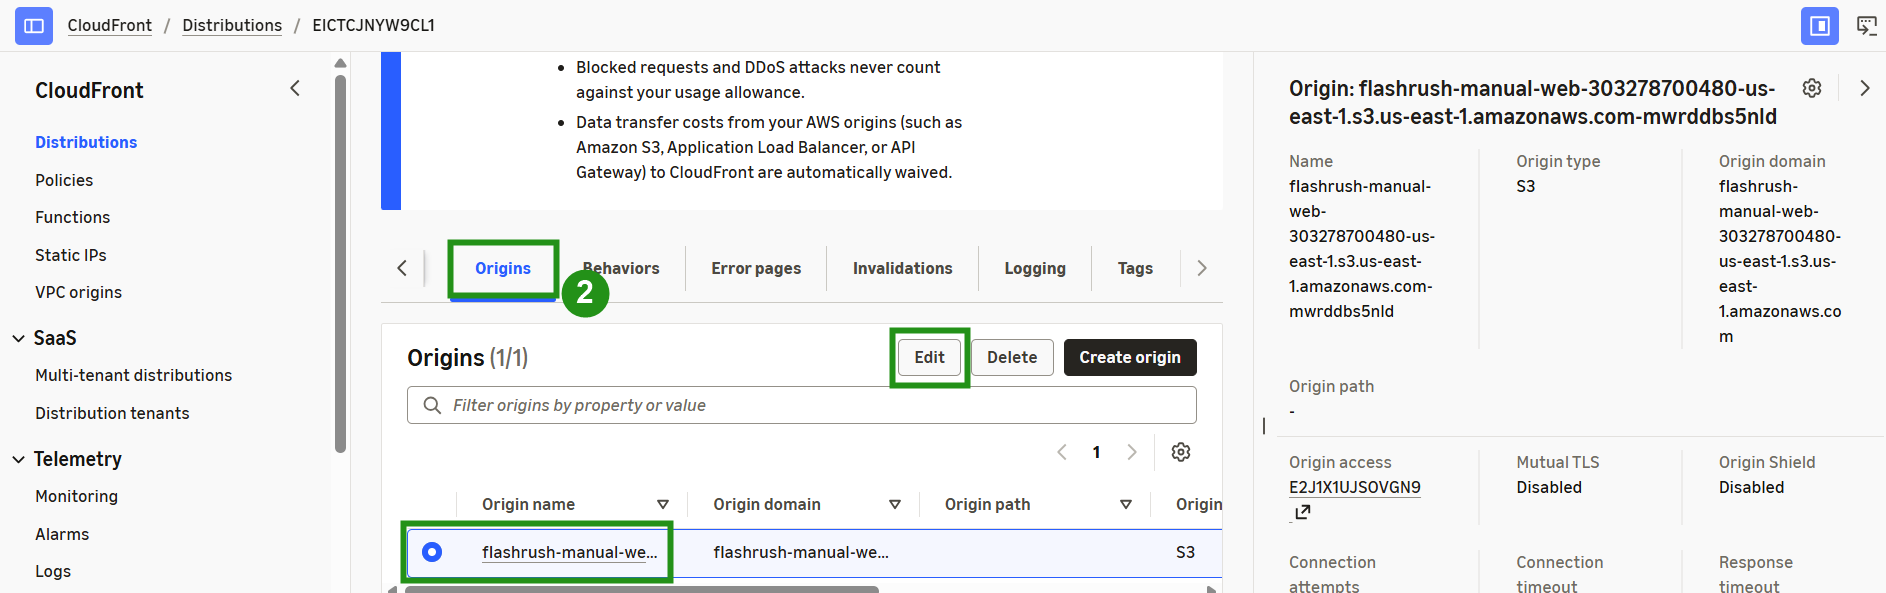 CloudFront / Distributions / EICTCJNYW9CL1
CloudFront
Distributions
Policies
Functions
Static IPs
VPC origins
SaaS
Multi-tenant distributions
Distribution tenants
Telemetry
Monitoring
Alarms
Logs
• Blocked requests and DDoS attacks never count
against your usage allowance.
• Data transfer costs from your AWS origins (such as
Amazon S3, Application Load Balancer, or API
Gateway) to CloudFront are automatically waived.
Origins Behaviors Error pages Invalidations Logging Tags
2
Origins (1/1) Edit Delete Create origin
Filter origins by property or value
1
Origin name Origin domain Origin path Origin
flashrush-manual-we... flashrush-manual-we... S3
Origin: flashrush-manual-web-303278700480-us-
east-1.s3.us-east-1.amazonaws.com-mwrddbs5nld
Name
flashrush-manual-
web-
303278700480-us-
east-1.s3.us-east-
1.amazonaws.com-
mwrddbs5nld
Origin type
S3
Origin domain
flashrush-
manual-web-
303278700480-
us-east-1.s3.us-
east-
1.amazonaws.co
m
Origin path
-
Origin access
E2J1X1UJSOVGN9
Mutual TLS
Disabled
Origin Shield
Disabled
Connection
attempts
Connection
timeout
Response
timeout